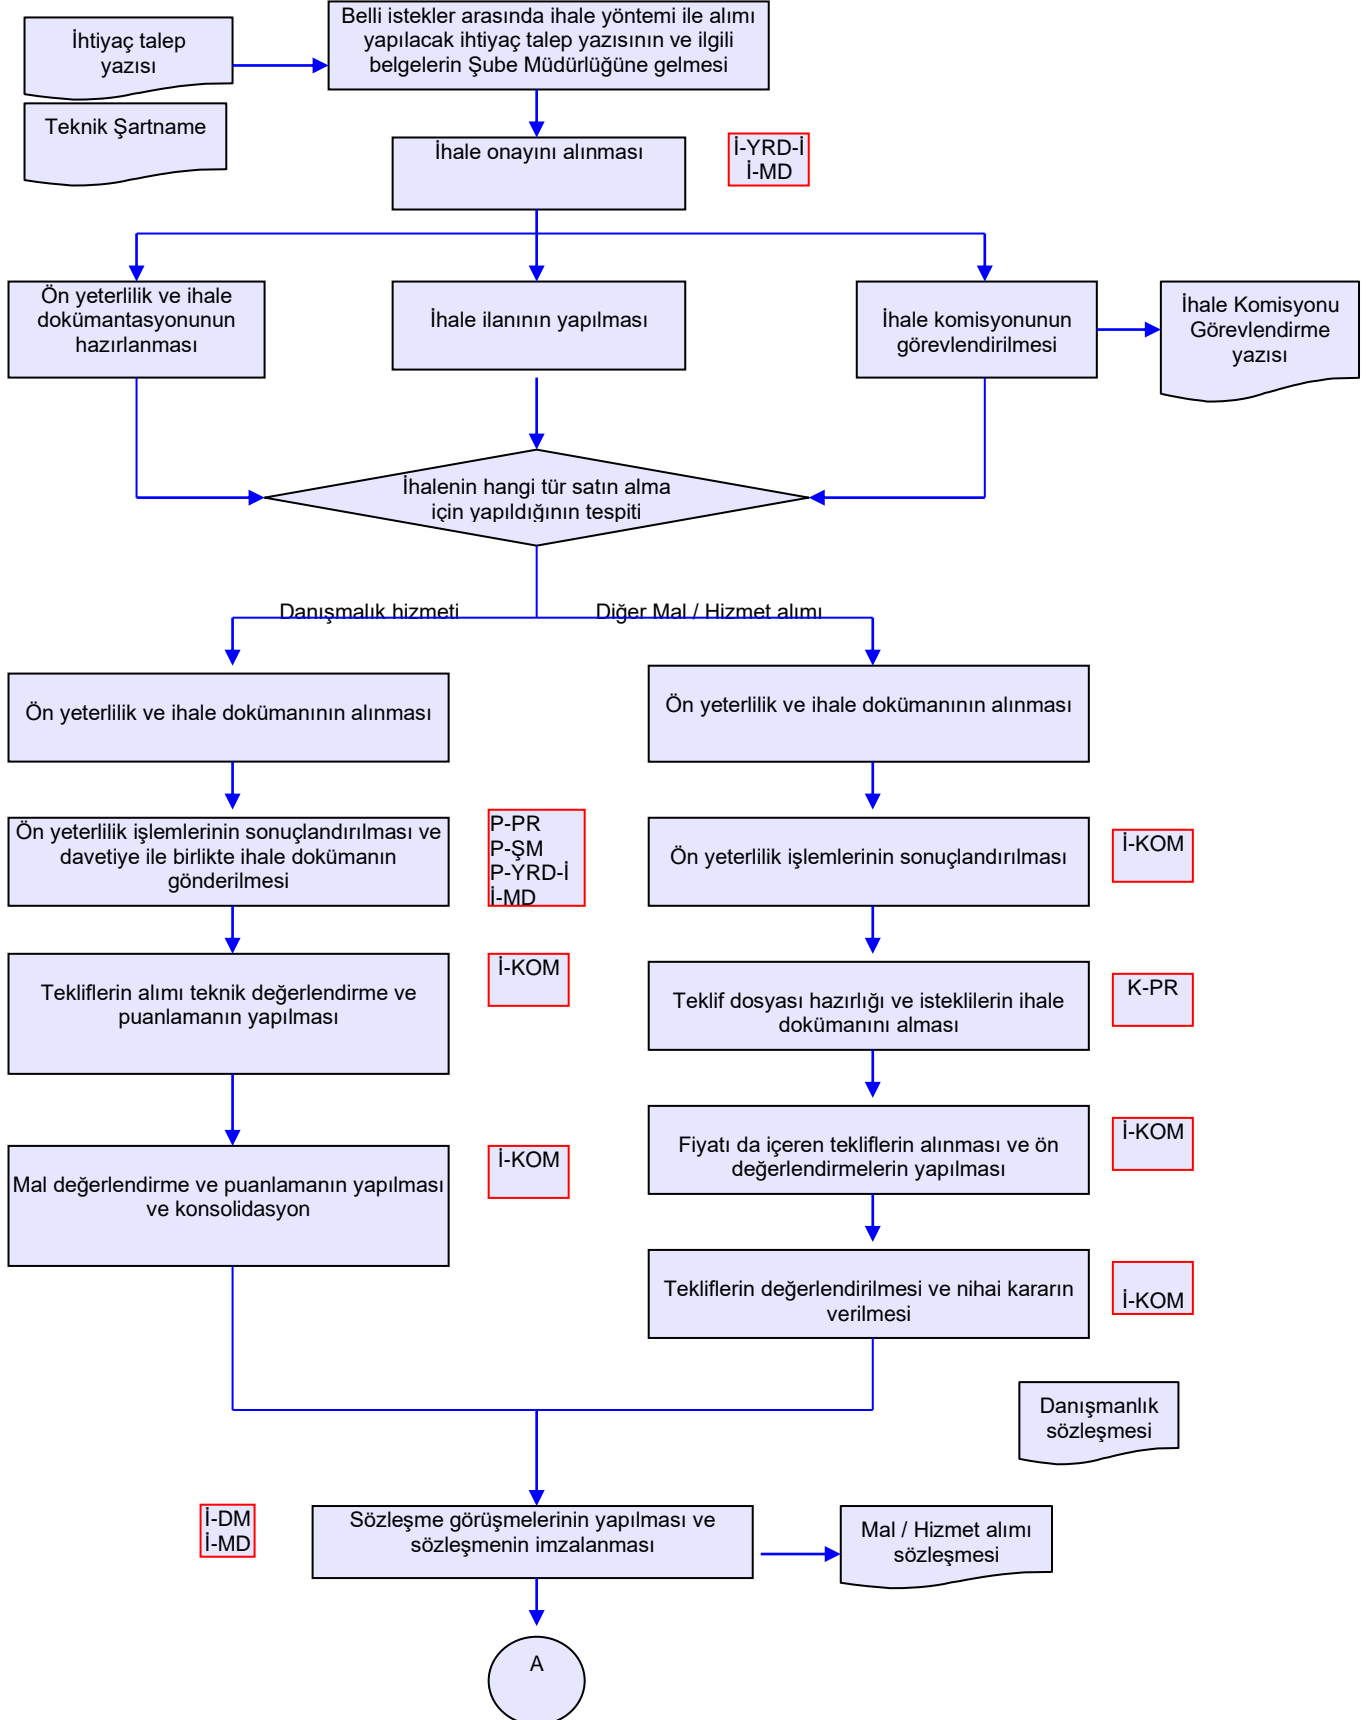 İhtiyaç talep
yazısı
Belli istekler arasında ihale yöntemi ile alımı
yapılacak ihtiyaç talep yazısının ve ilgili
belgelerin Şube Müdürlüğüne gelmesi
Teknik Şartname
İhale onayını alınması
İ-YRD-İ
İ-MD
Ön yeterlilik ve ihale
dokümantasyonunun
hazırlanması
İhale ilanının yapılması
İhale komisyonunun
görevlendirilmesi
İhale Komisyonu
Görevlendirme
yazısı
İhalenin hangi tür satın alma
için yapıldığının tespiti
Danışmalık hizmeti
Diğer Mal / Hizmet alımı
Ön yeterlilik ve ihale dokümanının alınması
Ön yeterlilik ve ihale dokümanının alınması
Ön yeterlilik işlemlerinin sonuçlandırılması ve
davetiye ile birlikte ihale dokümanın
gönderilmesi
P-PR
P-ŞM
P-YRD-İ
İ-MD
Ön yeterlilik işlemlerinin sonuçlandırılması
İ-KOM
Tekliflerin alımı teknik değerlendirme ve
puanlamanın yapılması
İ-KOM
Teklif dosyası hazırlığı ve isteklilerin ihale
dokümanını alması
K-PR
Mal değerlendirme ve puanlamanın yapılması
ve konsolidasyon
İ-KOM
Fiyatı da içeren tekliflerin alınması ve ön
değerlendirmelerin yapılması
İ-KOM
Tekliflerin değerlendirilmesi ve nihai kararın
verilmesi
İ-KOM
Danışmanlık
sözleşmesi
İ-DM
İ-MD
Sözleşme görüşmelerinin yapılması ve
sözleşmenin imzalanması
Mal / Hizmet alımı
sözleşmesi
A